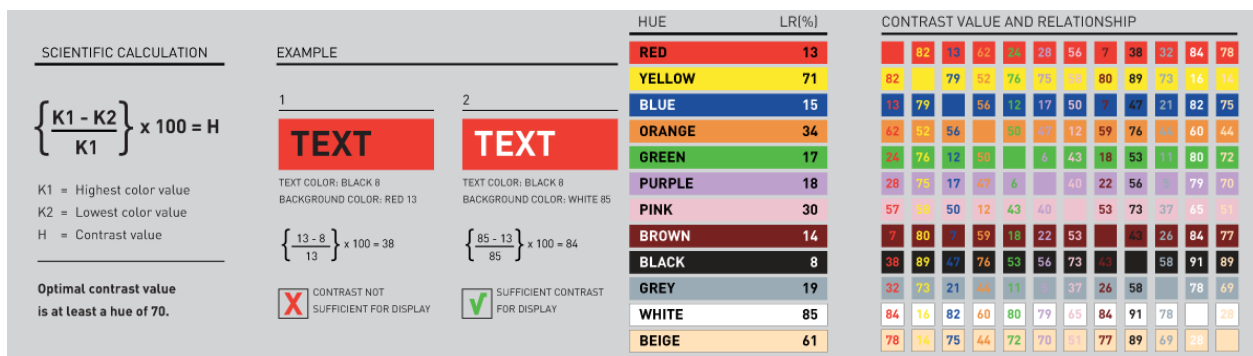 SCIENTIFIC CALCULATION
{K1 - K2
K1} x 100 = H
K1 = Highest color value
K2 = Lowest color value
H = Contrast value
Optimal contrast value
is at least a hue of 70.
EXAMPLE
1
TEXT
TEXT COLOR: BLACK 8
BACKGROUND COLOR: RED 13
{13 - 8
13} x 100 = 38
X CONTRAST NOT
SUFFICIENT FOR DISPLAY
2
TEXT
TEXT COLOR: BLACK 8
BACKGROUND COLOR: WHITE 85
{85 - 13
85} x 100 = 84
√ SUFFICIENT CONTRAST
FOR DISPLAY
HUE LR(%) CONTRAST VALUE AND RELATIONSHIP
RED 13 82 13 62 24 28 56 7 38 32 84 78
YELLOW 71 82 79 52 76 75 80 89 73 16 14
BLUE 15 13 79 56 12 17 50 7 47 21 82 75
ORANGE 34 62 52 56 50 47 12 59 76 60 44
GREEN 17 24 76 12 50 6 43 18 53 11 80 72
PURPLE 18 28 75 17 47 6 40 22 56 79 70
PINK 30 57 50 12 43 40 53 73 37 65 51
BROWN 14 7 80 59 18 22 53 43 26 84 77
BLACK 8 38 89 47 76 53 56 73 43 58 91 89
GREY 19 32 73 21 44 11 37 26 58 78 69
WHITE 85 84 16 82 60 80 79 65 84 91 78 28
BEIGE 61 78 14 75 44 72 70 51 77 89 69 28